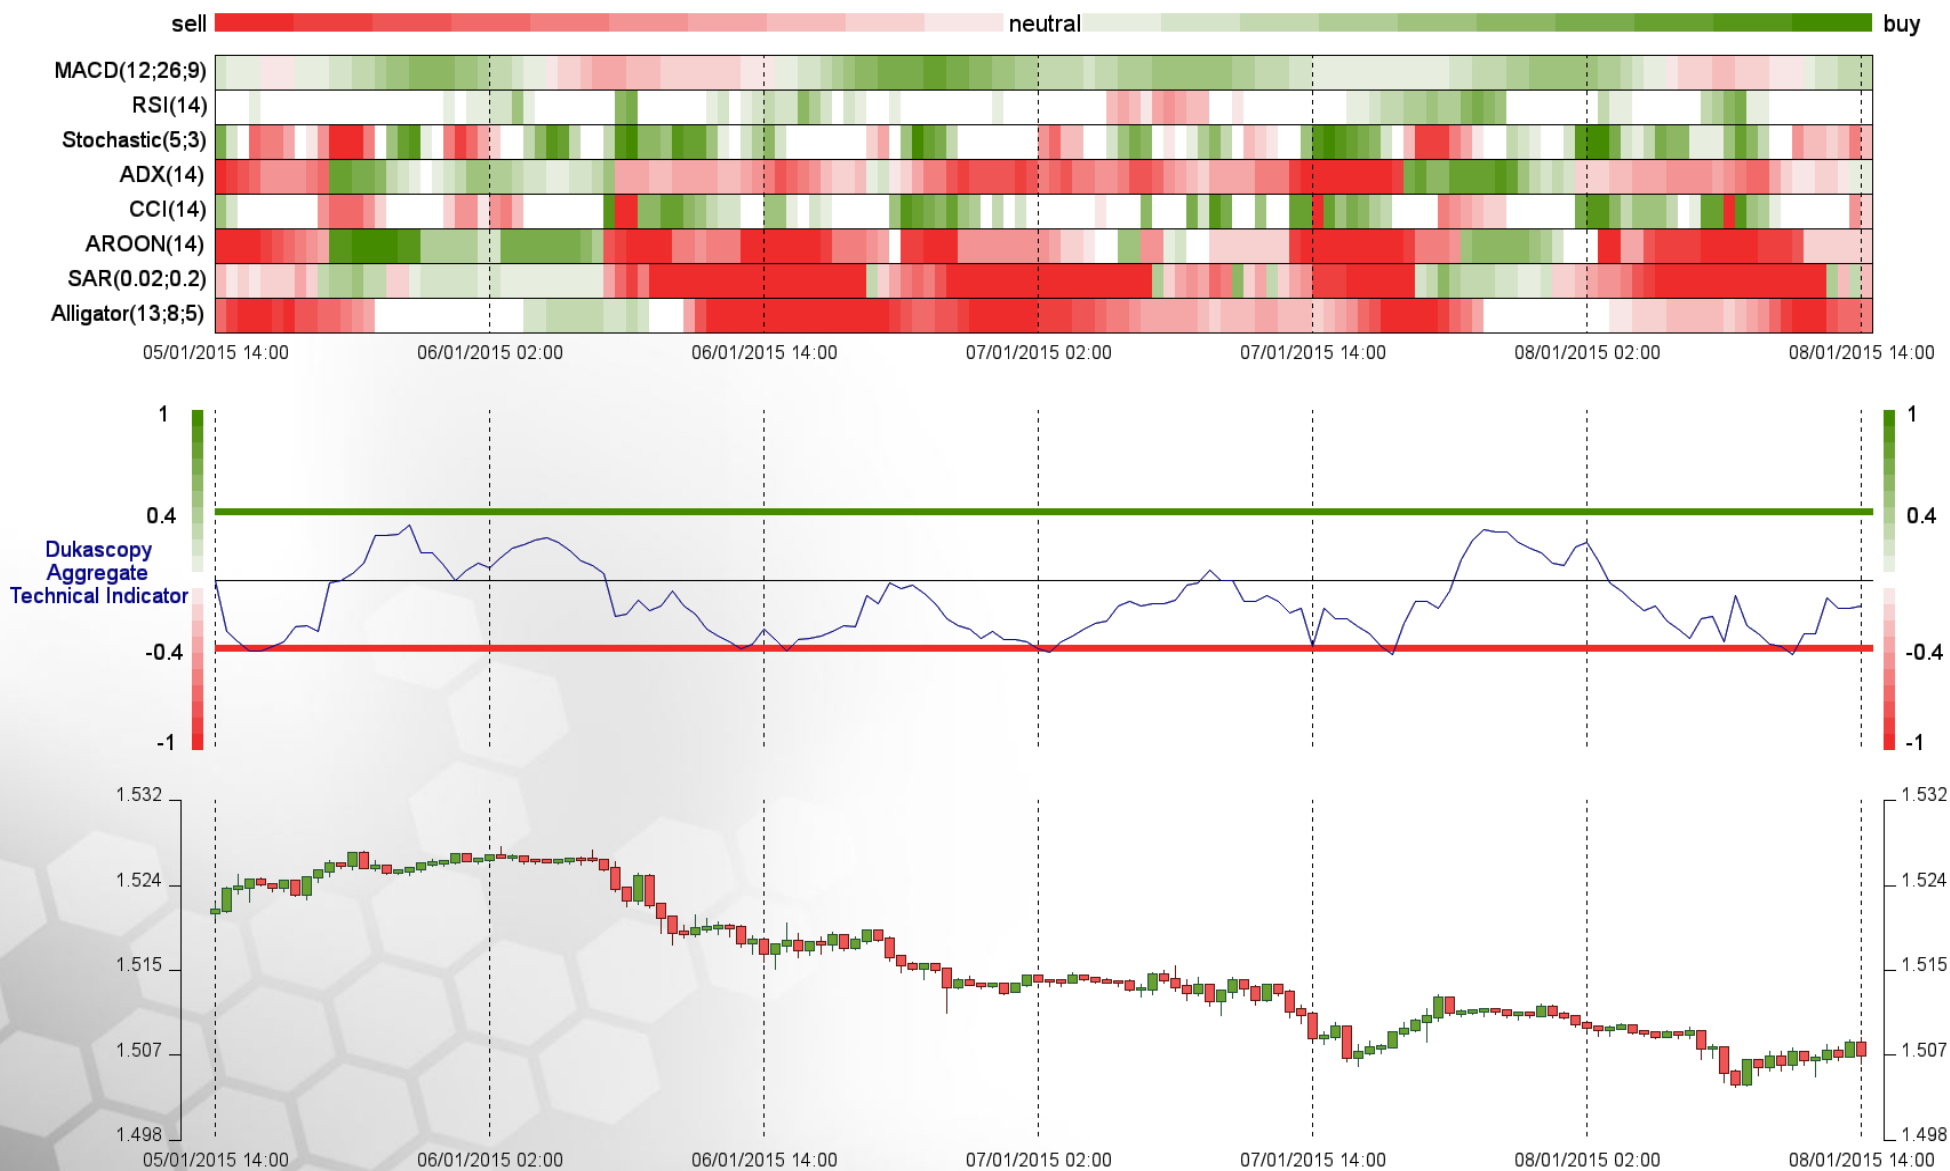 sell neutral buy
MACD(12;26;9)
RSI(14)
Stochastic(5;3)
ADX(14)
CCI(14)
AROON(14)
SAR(0.02;0.2)
Alligator(13;8;5)
05/01/2015 14:00 06/01/2015 02:00 06/01/2015 14:00 07/01/2015 02:00 07/01/2015 14:00 08/01/2015 02:00 08/01/2015 14:00
1 1
0.4 0.4
Dukascopy
Aggregate
Technical Indicator
-0.4 -0.4
-1 -1
1.532 1.532
1.524 1.524
1.515 1.515
1.507 1.507
1.498 1.498
05/01/2015 14:00 06/01/2015 02:00 06/01/2015 14:00 07/01/2015 02:00 07/01/2015 14:00 08/01/2015 02:00 08/01/2015 14:00